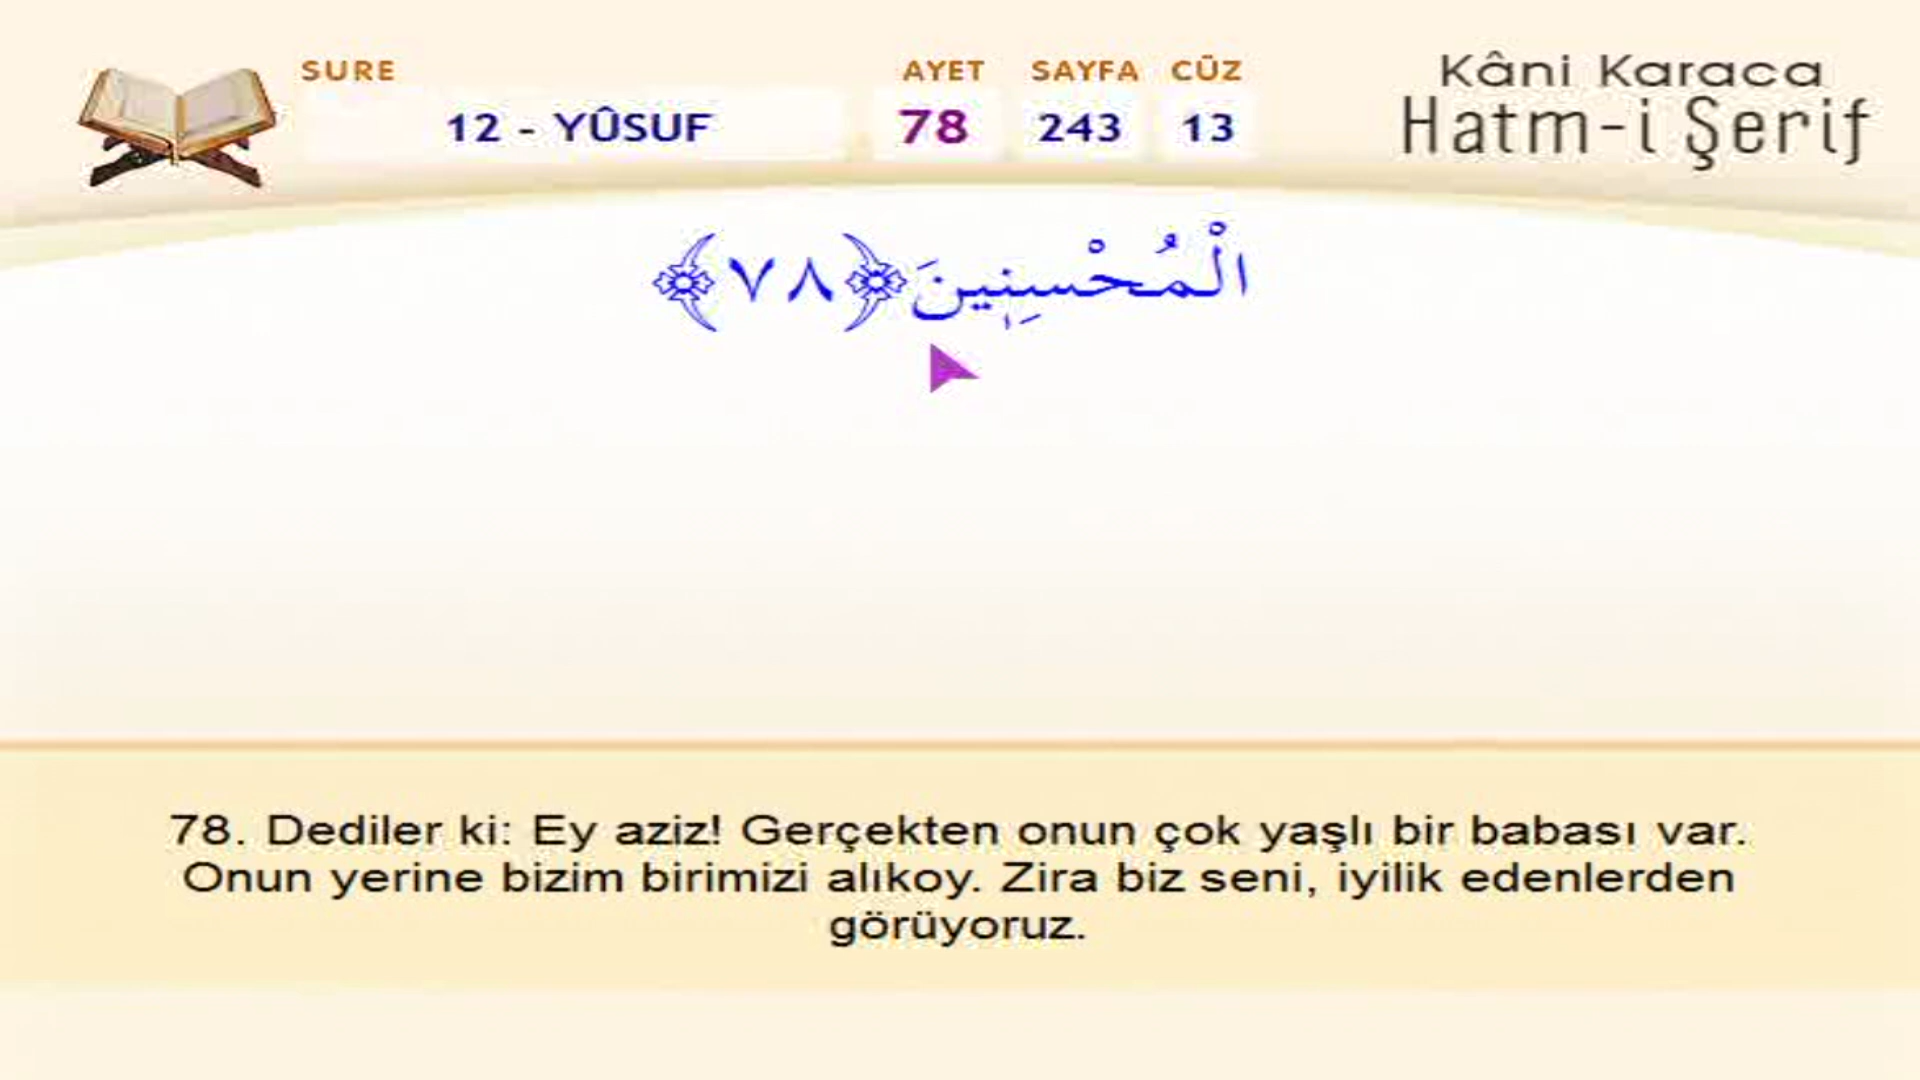 SURE AYET SAYFA CÜZ
12 - YÛSUF 78 243 13
Kâni Karaca
Hatm-i Şerif
الْمُحْسِنٖينَ ﴿٧٨﴾
78. Dediler ki: Ey aziz! Gerçekten onun çok yaşlı bir babası var.
Onun yerine bizim birimizi alıkoy. Zira biz seni, iyilik edenlerden
görüyoruz.